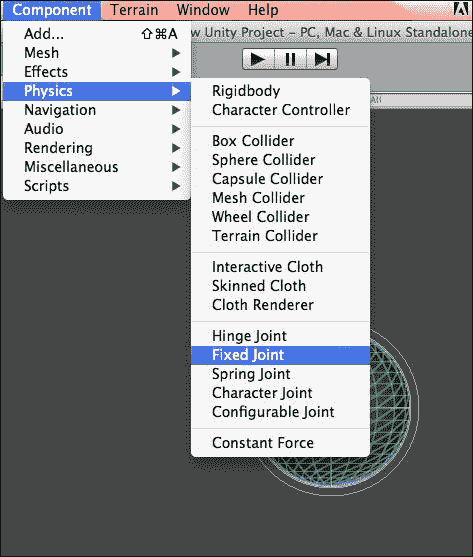 Component Terrain Window Help
w Unity Project - PC, Mac & Linux Standalone
Add... ⇧⌘A
Mesh
Effects
Physics
Navigation
Audio
Rendering
Miscellaneous
Scripts
Rigidbody
Character Controller
Box Collider
Sphere Collider
Capsule Collider
Mesh Collider
Wheel Collider
Terrain Collider
Interactive Cloth
Skinned Cloth
Cloth Renderer
Hinge Joint
Fixed Joint
Spring Joint
Character Joint
Configurable Joint
Constant Force
All